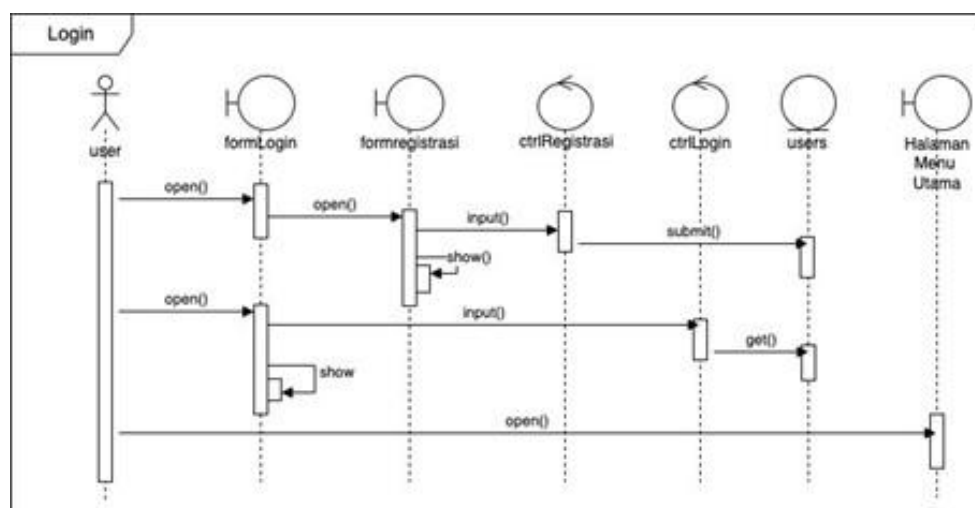 Login
user
formLogin
formregistrasi
ctrlRegistrasi
ctrlLogin
users
Halaman
Menu
Utama
open()
open()
input()
submit()
show()
open()
input()
get()
show
open()